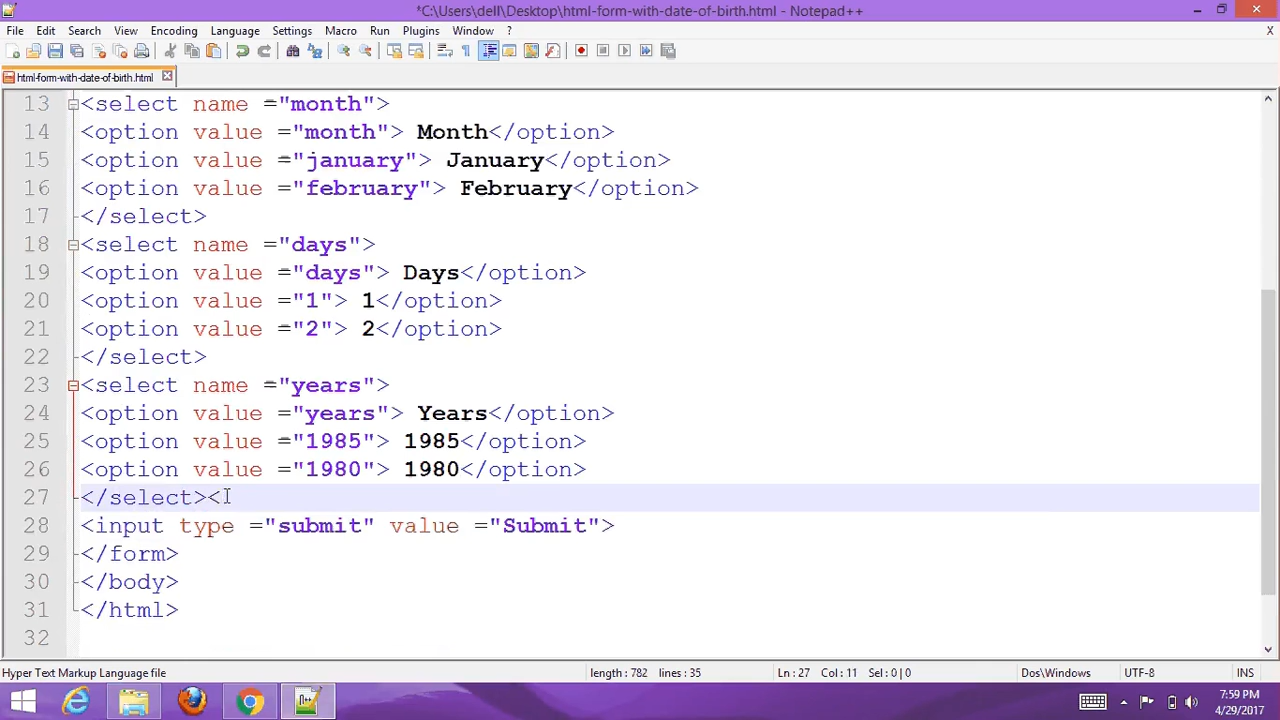 *C:\Users\dell\Desktop\html-form-with-date-of-birth.html - Notepad++
File Edit Search View Encoding Language Settings Macro Run Plugins Window ? X
html-form-with-date-of-birth.html
13 <select name ="month">
14 <option value ="month"> Month</option>
15 <option value ="january"> January</option>
16 <option value ="february"> February</option>
17 </select>
18 <select name ="days">
19 <option value ="days"> Days</option>
20 <option value ="1"> 1</option>
21 <option value ="2"> 2</option>
22 </select>
23 <select name ="years">
24 <option value ="years"> Years</option>
25 <option value ="1985"> 1985</option>
26 <option value ="1980"> 1980</option>
27 </select><
28 <input type ="submit" value ="Submit">
29 </form>
30 </body>
31 </html>
32
Hyper Text Markup Language file length : 782 lines : 35 Ln : 27 Col : 11 Sel : 0 | 0 Dos\Windows UTF-8 INS
7:59 PM
4/29/2017